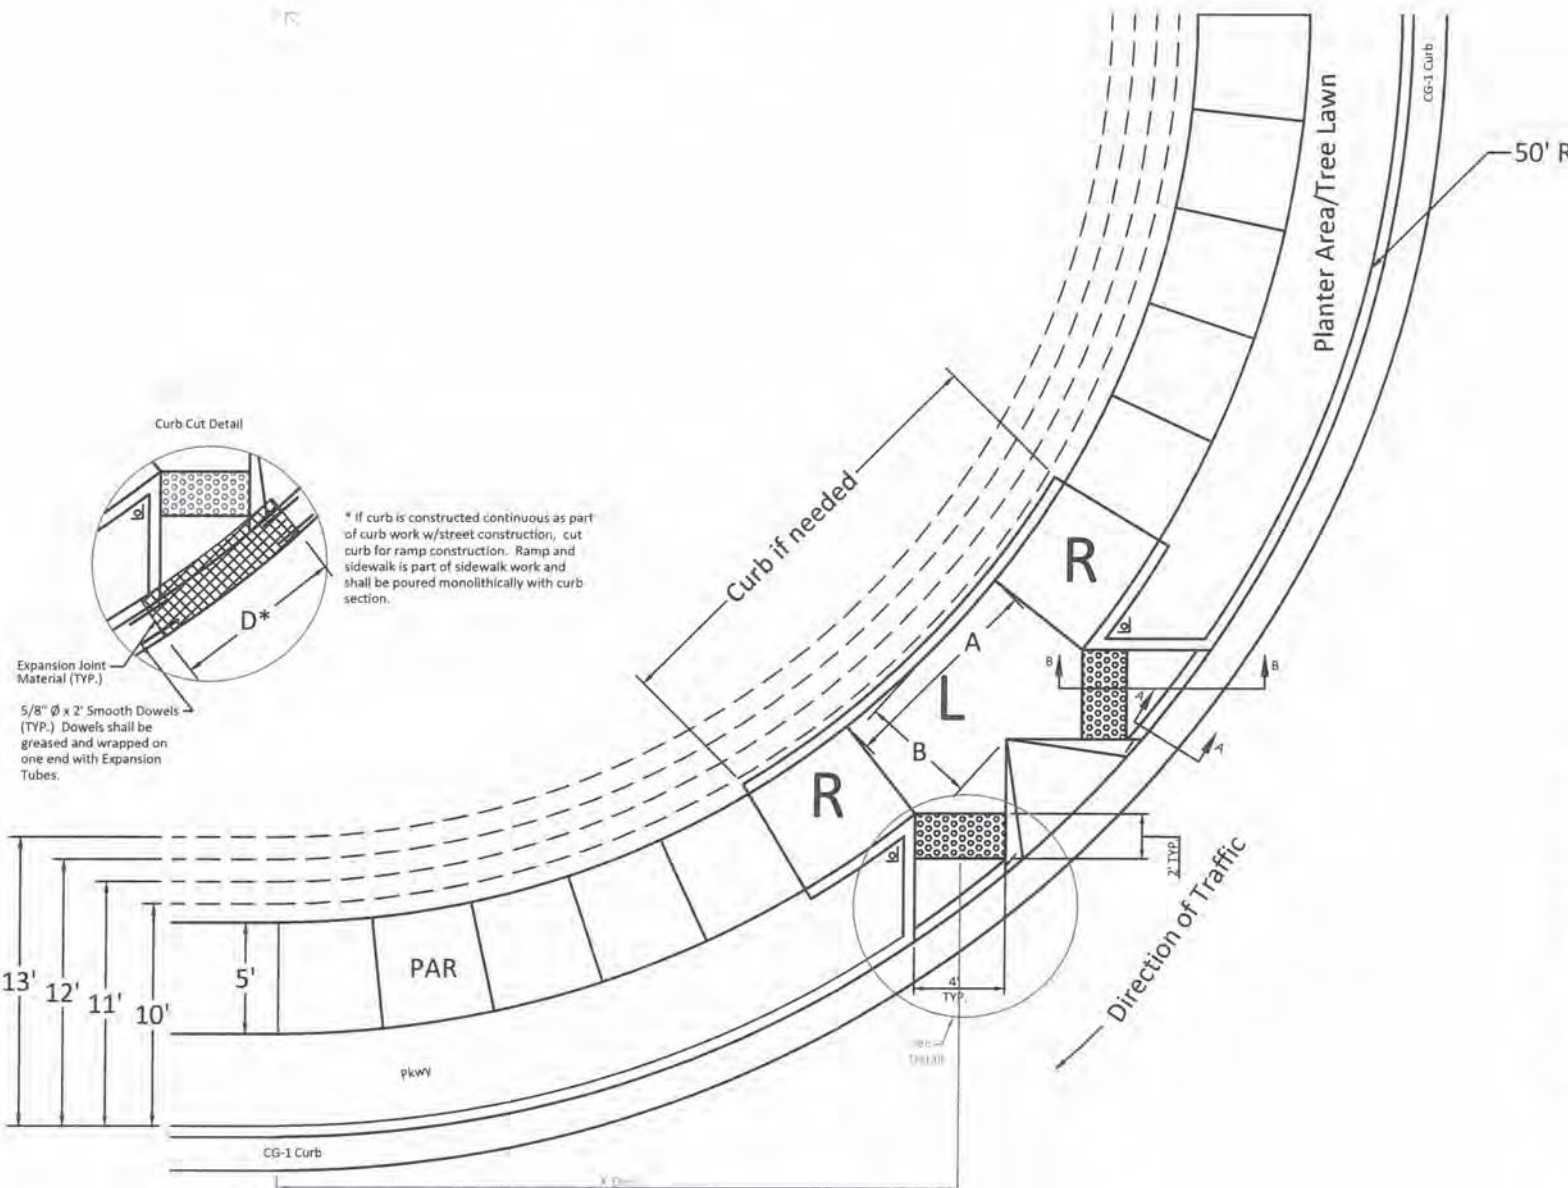 CG-1 Curb
Planter Area/Tree Lawn
50' R
Curb Cut Detail
* If curb is constructed continuous as part
of curb work w/street construction, cut
curb for ramp construction. Ramp and
sidewalk is part of sidewalk work and
shall be poured monolithically with curb
section.
D*
Expansion Joint
Material (TYP.)
5/8" Ø x 2' Smooth Dowels
(TYP.) Dowels shall be
greased and wrapped on
one end with Expansion
Tubes.
Curb if needed
R
A
L
B
B
B
A
A
R
2' TYP.
Direction of Traffic
13'
12'
11'
10'
5'
PAR
4'
TYP.
Detail
Pkwy
CG-1 Curb